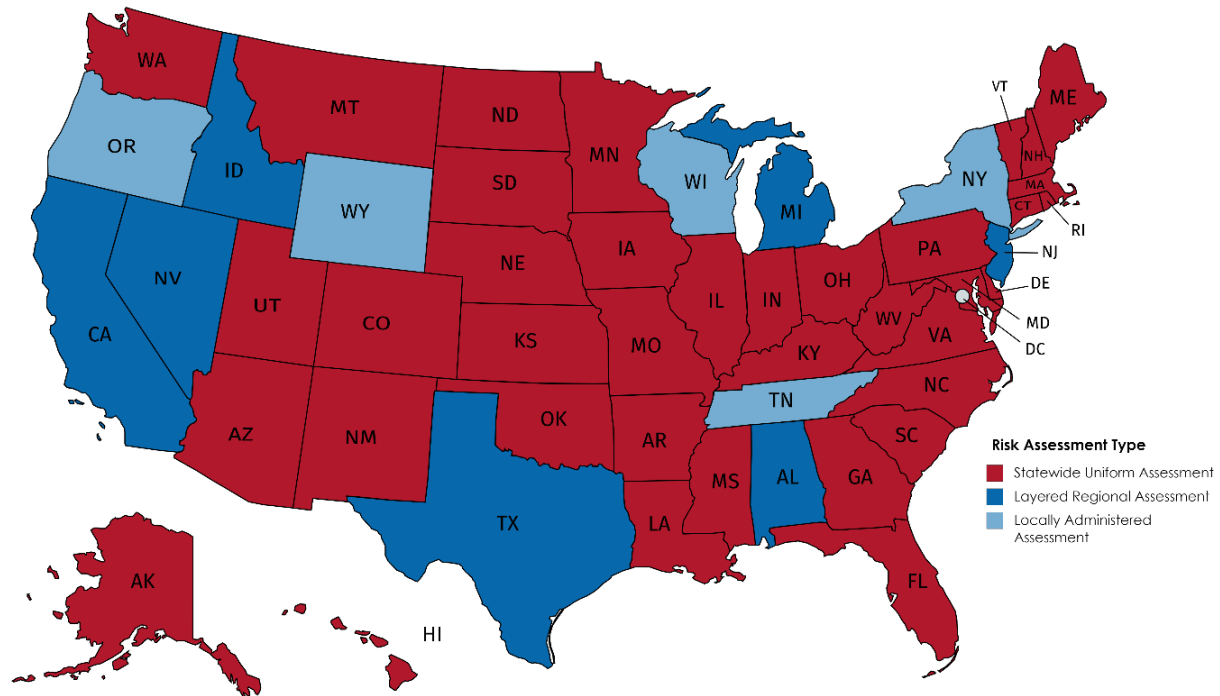 WA
MT
ND
MN
OR
ID
SD
WY
WI
MI
NY
VT
ME
NH
MA
CT
RI
NJ
PA
DE
MD
DC
NV
CA
UT
CO
NE
IA
IL
IN
OH
WV
VA
KS
MO
KY
NC
TN
AZ
NM
OK
AR
SC
MS
AL
GA
TX
LA
FL
AK
HI
Risk Assessment Type
Statewide Uniform Assessment
Layered Regional Assessment
Locally Administered
Assessment